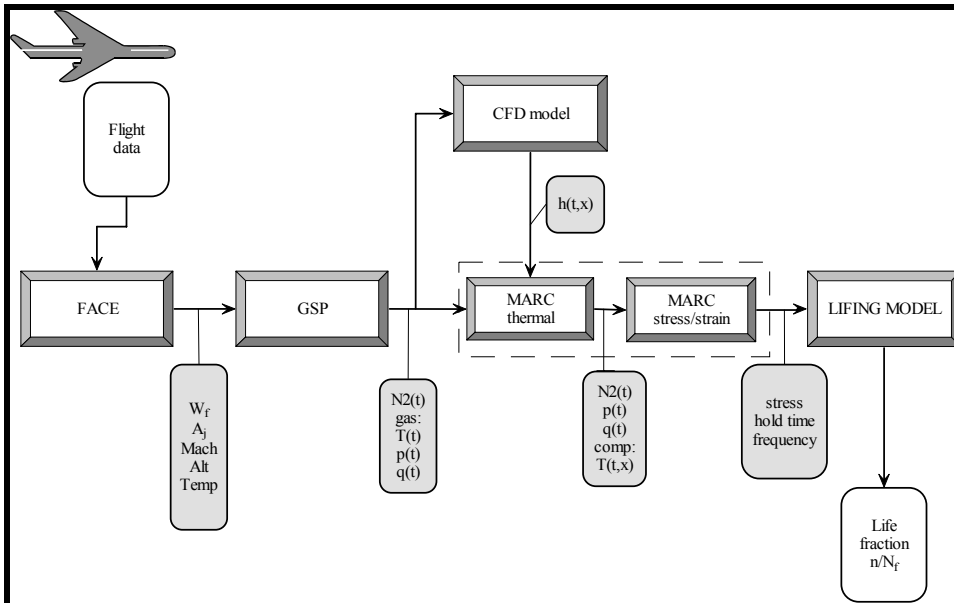 Flight
data
CFD model
h(t,x)
FACE
GSP
MARC
thermal
MARC
stress/strain
LIFING MODEL
W_f
A_j
Mach
Alt
Temp
N2(t)
gas:
T(t)
p(t)
q(t)
N2(t)
p(t)
q(t)
comp:
T(t,x)
stress
hold time
frequency
Life
fraction
n/N_f